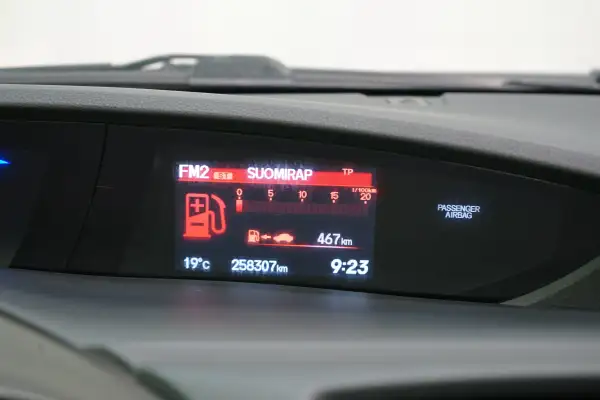 FM2 SUOMIRAP TP
l/100km
0 5 10 15 20
467km
19°c 258307km 9:23
PASSENGER
AIRBAG